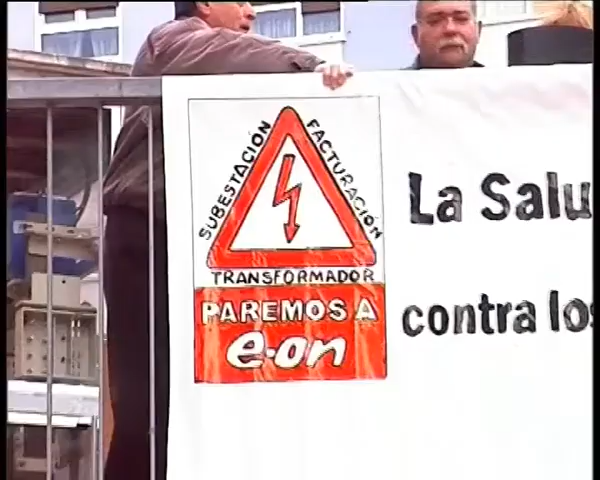 SUBESTACIÓN
FACTURACIÓN
TRANSFORMADOR
PAREMOS A
e·on
La Salu
contra los